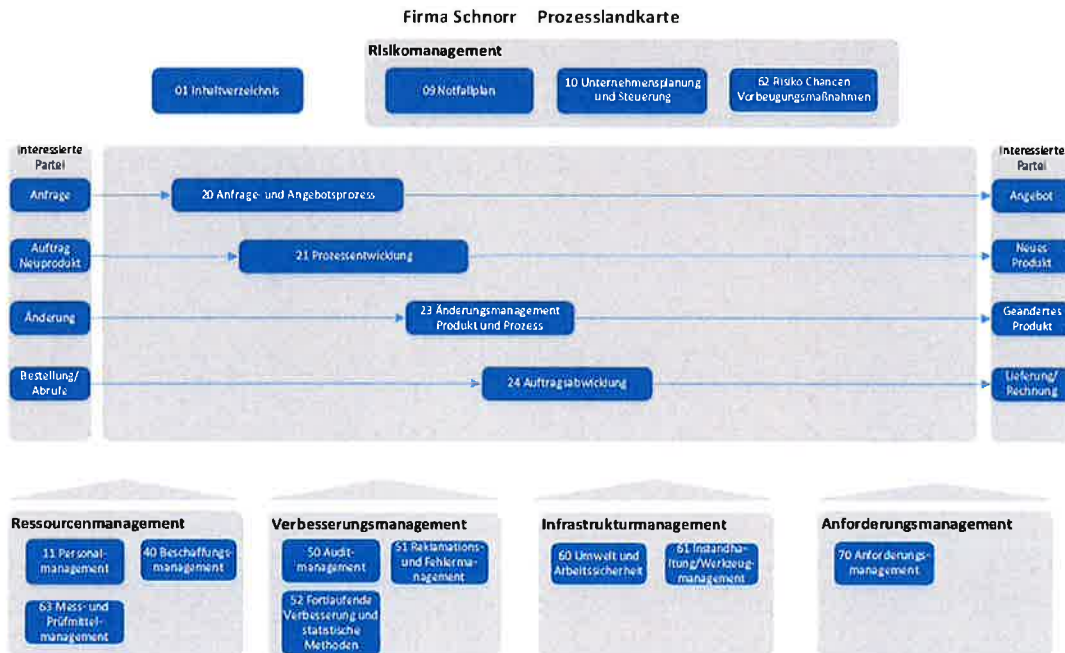 Firma Schnorr Prozesslandkarte
Risikomanagement
01 Inhaltverzeichnis
09 Notfallplan
10 Unternehmensplanung
und Steuerung
62 Risiko Chancen
Vorbeugungsmaßnahmen
Interessierte
Partei
Interessierte
Partei
Anfrage
20 Anfrage- und Angebotsprozess
Angebot
Auftrag
Neuprodukt
21 Prozessentwicklung
Neues
Produkt
Änderung
23 Änderungsmanagement
Produkt und Prozess
Geändertes
Produkt
Bestellung/
Abrufe
24 Auftragsabwicklung
Lieferung/
Rechnung
Ressourcenmanagement
11 Personal-
management
40 Beschaffungs-
management
63 Mess- und
Prüfmittel-
management
Verbesserungsmanagement
50 Audit-
management
51 Reklamations-
und Fehlerma-
nagement
52 Fortlaufende
Verbesserung und
statistische
Methoden
Infrastrukturmanagement
60 Umwelt und
Arbeitssicherheit
61 Instandha-
ltung/Werkzeug-
management
Anforderungsmanagement
70 Anforderungs-
management